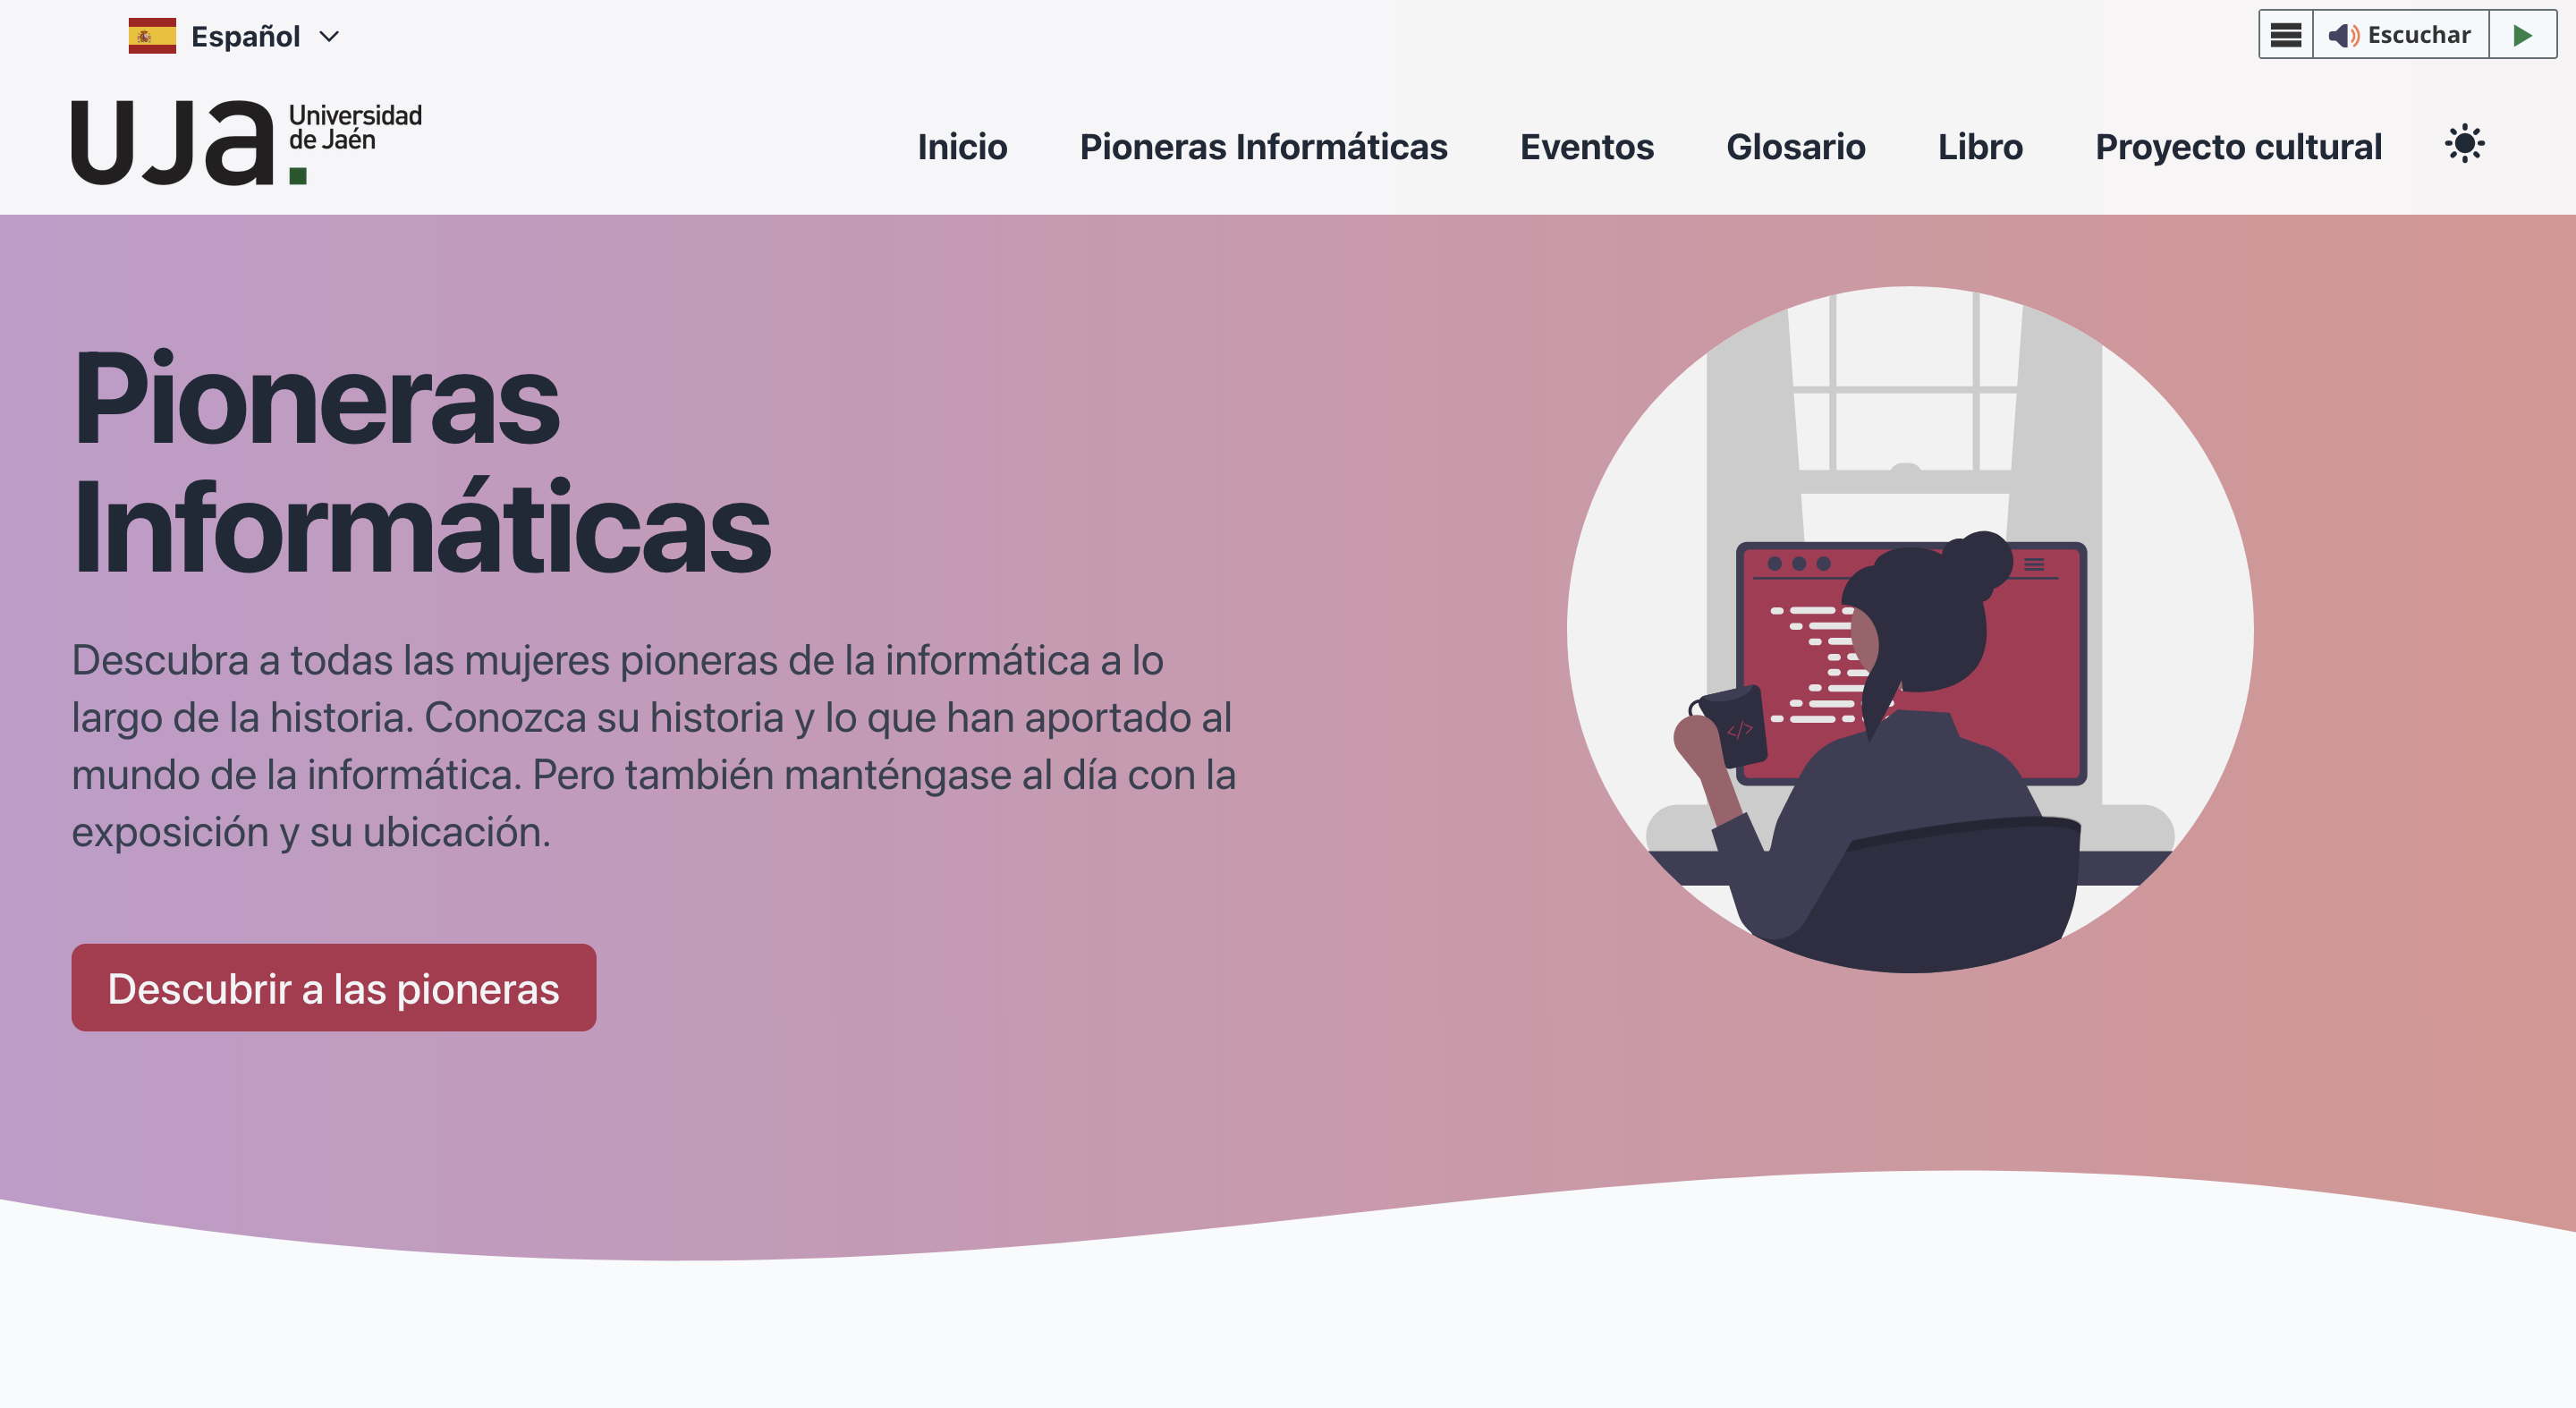 Español
Escuchar
uja.
Universidad
de Jaén
Inicio
Pioneras Informáticas
Eventos
Glosario
Libro
Proyecto cultural
Pioneras
Informáticas
Descubra a todas las mujeres pioneras de la informática a lo
largo de la historia. Conozca su historia y lo que han aportado al
mundo de la informática. Pero también manténgase al día con la
exposición y su ubicación.
</>
Descubrir a las pioneras